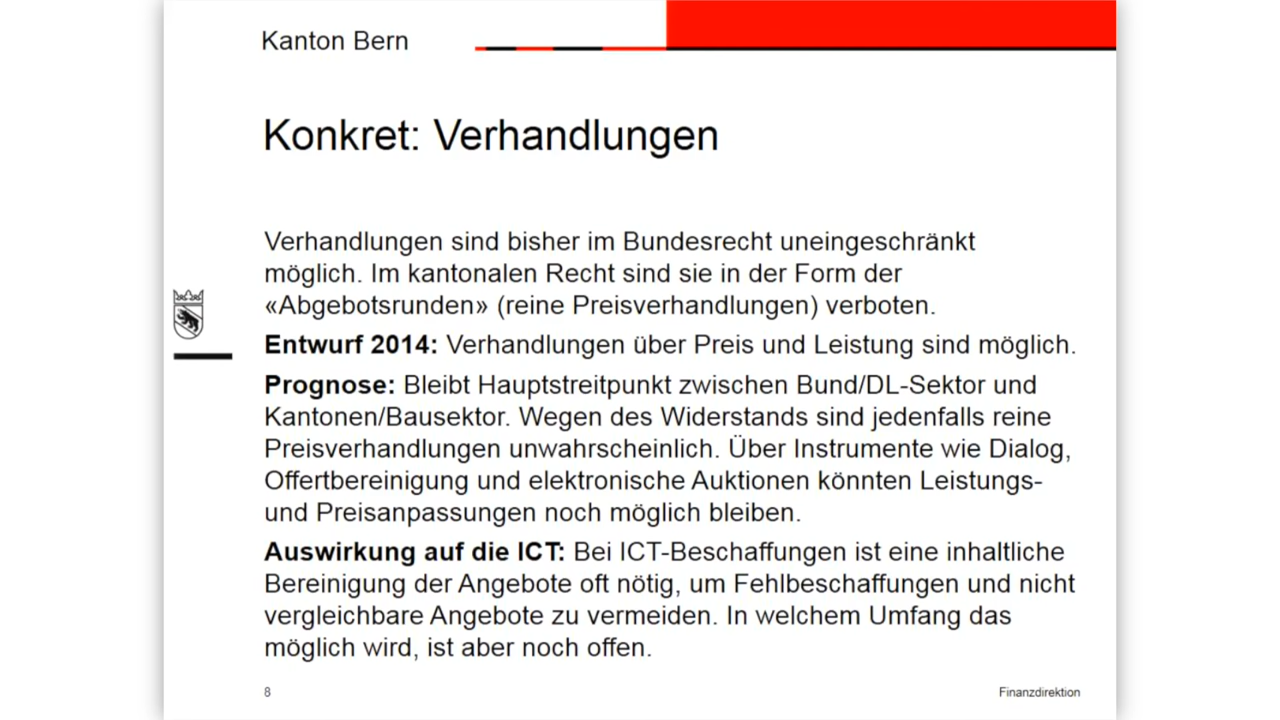 Kanton Bern
Konkret: Verhandlungen
Verhandlungen sind bisher im Bundesrecht uneingeschränkt
möglich. Im kantonalen Recht sind sie in der Form der
«Abgebotsrunden» (reine Preisverhandlungen) verboten.
Entwurf 2014: Verhandlungen über Preis und Leistung sind möglich.
Prognose: Bleibt Hauptstreitpunkt zwischen Bund/DL-Sektor und
Kantonen/Bausektor. Wegen des Widerstands sind jedenfalls reine
Preisverhandlungen unwahrscheinlich. Über Instrumente wie Dialog,
Offertbereinigung und elektronische Auktionen könnten Leistungs-
und Preisanpassungen noch möglich bleiben.
Auswirkung auf die ICT: Bei ICT-Beschaffungen ist eine inhaltliche
Bereinigung der Angebote oft nötig, um Fehlbeschaffungen und nicht
vergleichbare Angebote zu vermeiden. In welchem Umfang das
möglich wird, ist aber noch offen.
8
Finanzdirektion